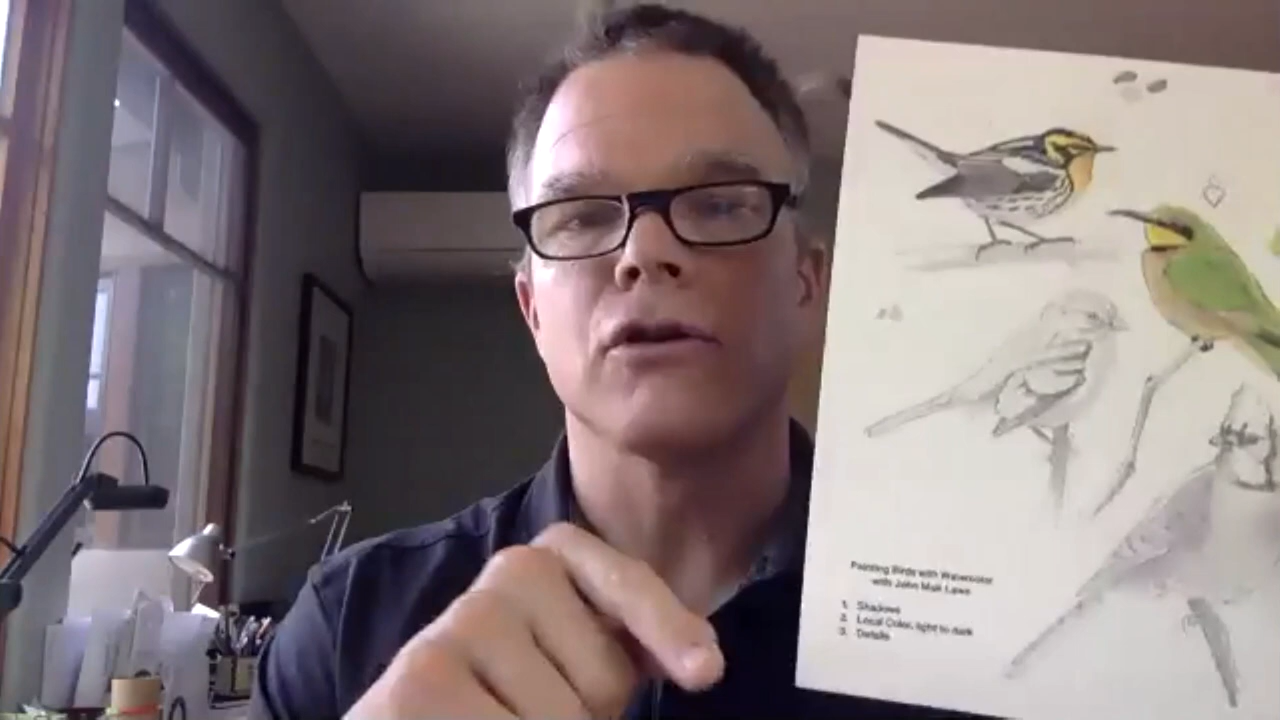 Painting Birds with Watercolor
with John Muir Laws
1. Shadows
2. Local Color, light to dark
3. Details